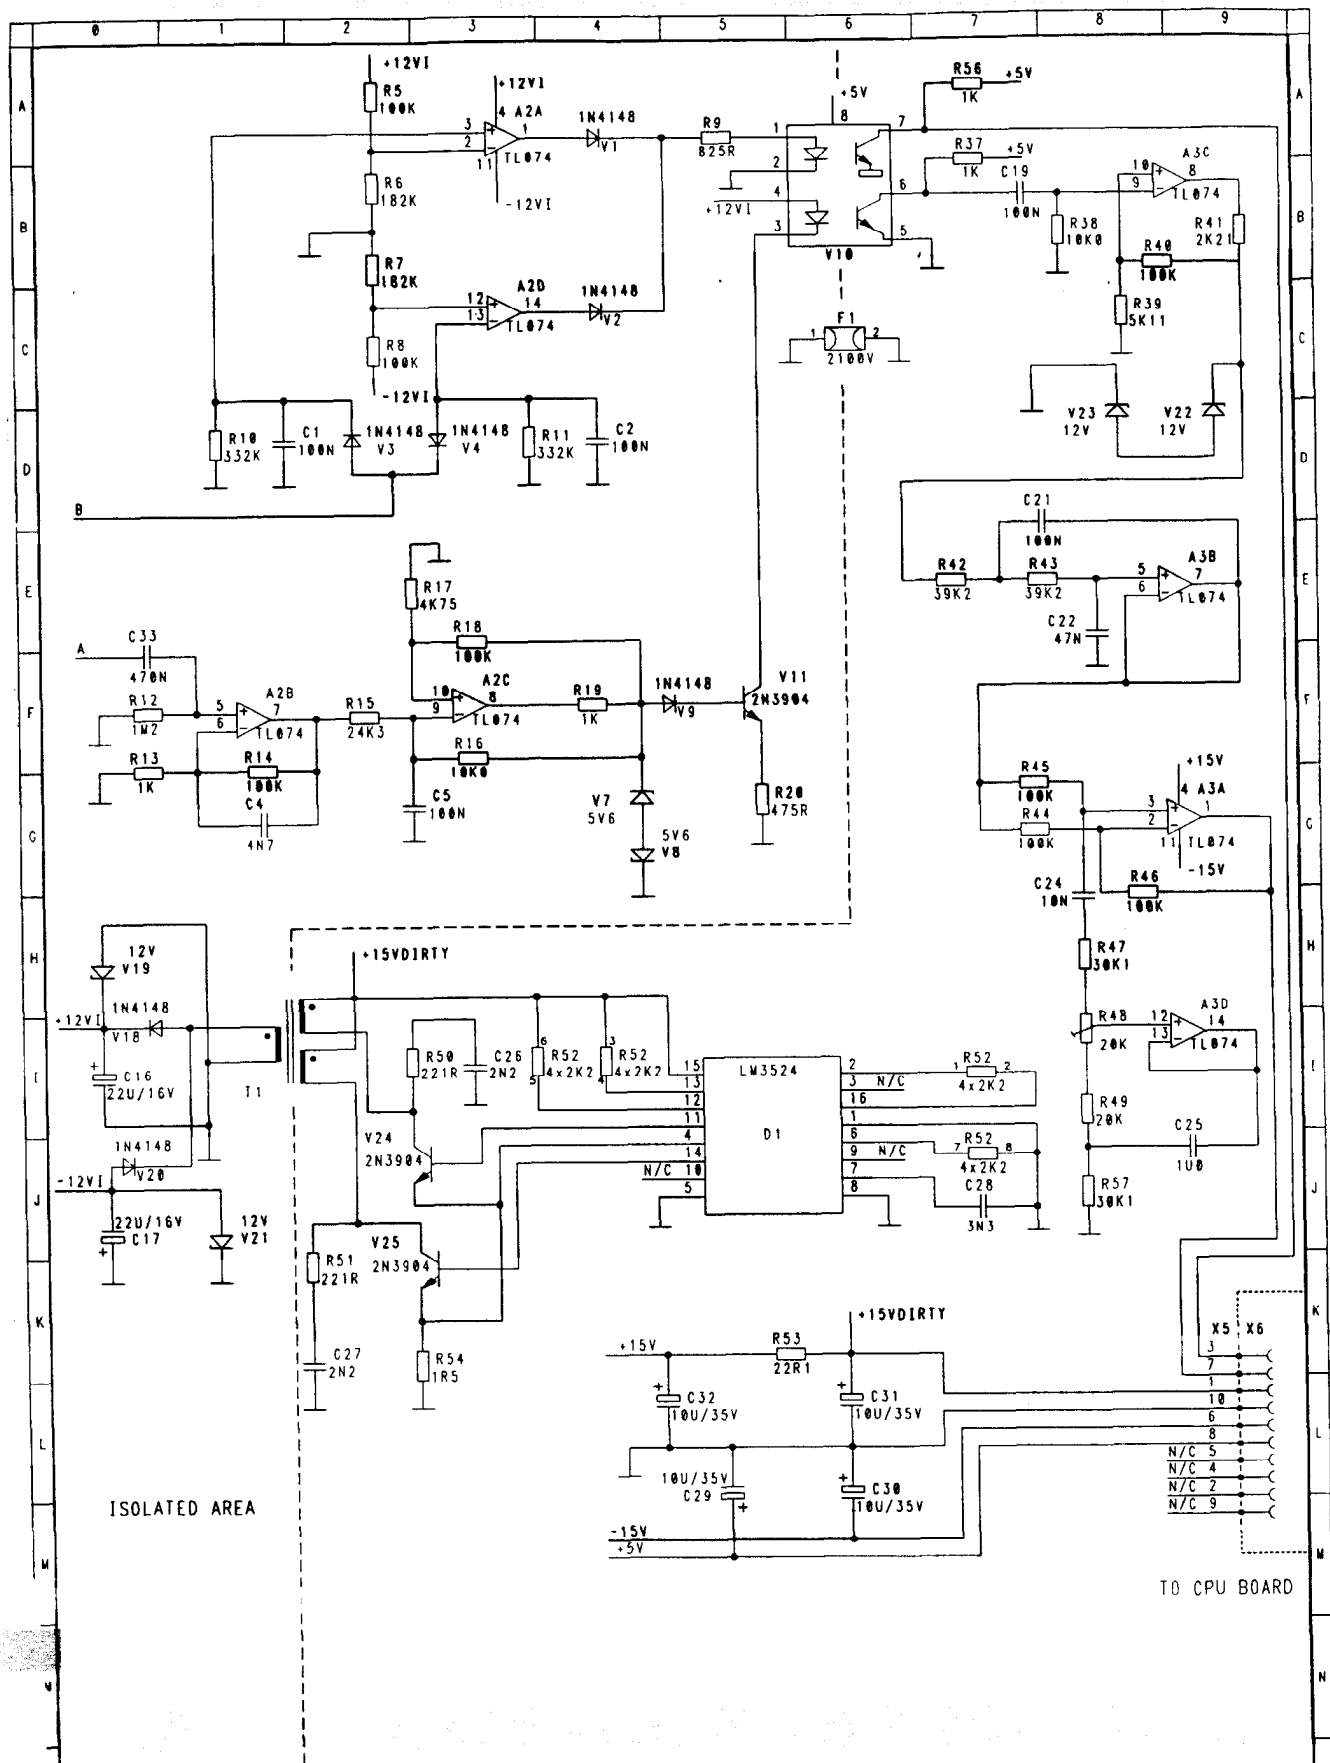 0 1 2 3 4 5 6 7 8 9
A
B
C
D
E
F
G
H
I
J
K
L
M
N
A
B
C
D
E
F
G
H
I
J
K
L
M
+12VI
R5
100K
+12VI
4 A2A
3
2
1
11 TL074
-12VI
1N4148
V1
R9
825R
R6
182K
R7
182K
R8
100K
-12VI
A2D
12
13
14
TL074
1N4148
V2
+5V
8
1
2
4
+12VI
3
7
6
5
V10
R56
1K
+5V
R37
1K
+5V
C19
100N
R38
10K0
A3C
10
9
8
TL074
R41
2K21
R40
100K
R39
5K11
F1
1 2
2100V
V23
12V
V22
12V
R10
332K
C1
100N
1N4148
V3
1N4148
V4
R11
332K
C2
100N
B
C21
100N
R42
39K2
R43
39K2
A3B
5
6
7
TL074
C22
47N
R17
4K75
R18
100K
A
C33
470N
R12
1M2
R13
1K
A2B
5
6
7
TL074
R14
100K
C4
4N7
R15
24K3
A2C
10
9
8
TL074
R16
10K0
C5
100N
R19
1K
1N4148
V9
V11
2N3904
V7
5V6
5V6
V8
R20
475R
R45
100K
R44
100K
+15V
4 A3A
3
2
1
11 TL074
-15V
C24
10N
R46
100K
R47
30K1
R48
20K
A3D
12
13
14
TL074
R49
20K
C25
1U0
R57
30K1
12V
V19
1N4148
+12VI
V18
C16
22U/16V
T1
1N4148
V20
-12VI
22U/16V
C17
12V
V21
+15VDIRTY
R50
221R
C26
2N2
6
R52
4x2K2
5
3
R52
4x2K2
4
V24
2N3904
V25
2N3904
R51
221R
C27
2N2
R54
1R5
LM3524
D1
15
13
12
11
4
14
N/C 10
5
2
3 N/C
16
1
6
9 N/C
7
8
R52
1 2
4x2K2
R52
7 8
4x2K2
C28
3N3
+15VDIRTY
+15V
R53
22R1
C32
10U/35V
C31
10U/35V
10U/35V
C29
C30
10U/35V
-15V
+5V
X5 X6
3
7
1
10
6
8
N/C 5
N/C 4
N/C 2
N/C 9
ISOLATED AREA
TO CPU BOARD